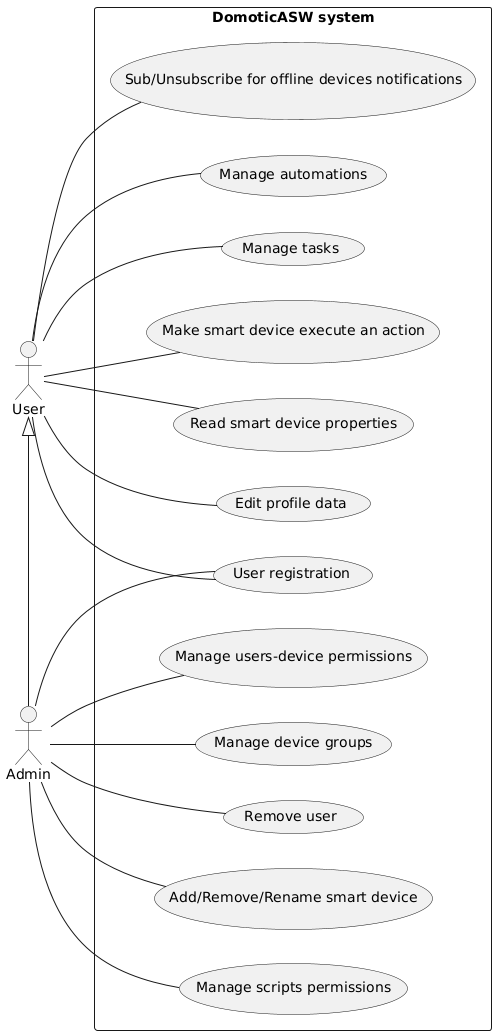 DomoticASW system
Sub/Unsubscribe for offline devices notifications
Manage automations
Manage tasks
Make smart device execute an action
User
Read smart device properties
Edit profile data
User registration
Manage users-device permissions
Manage device groups
Admin
Remove user
Add/Remove/Rename smart device
Manage scripts permissions